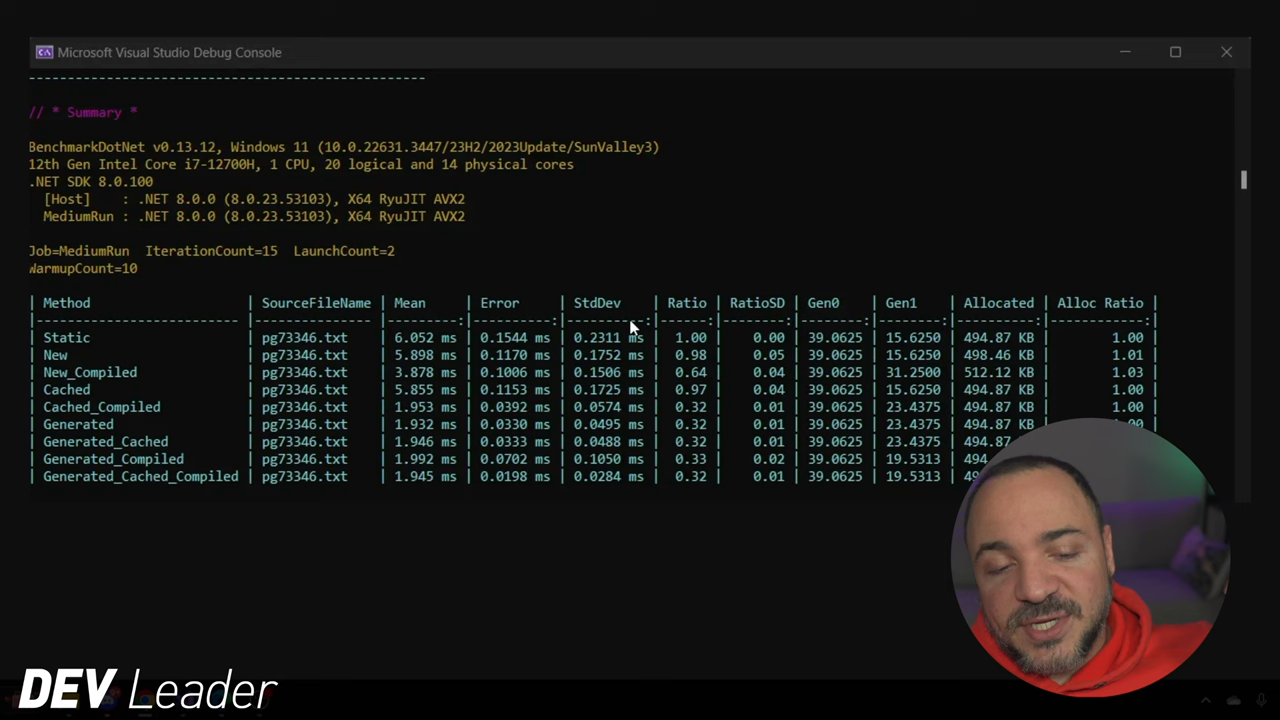 Microsoft Visual Studio Debug Console
---------------------------------------------------
// * Summary *
BenchmarkDotNet v0.13.12, Windows 11 (10.0.22631.3447/23H2/2023Update/SunValley3)
12th Gen Intel Core i7-12700H, 1 CPU, 20 logical and 14 physical cores
.NET SDK 8.0.100
[Host] : .NET 8.0.0 (8.0.23.53103), X64 RyuJIT AVX2
MediumRun : .NET 8.0.0 (8.0.23.53103), X64 RyuJIT AVX2
Job=MediumRun IterationCount=15 LaunchCount=2
WarmupCount=10
| Method | SourceFileName | Mean | Error | StdDev | Ratio | RatioSD | Gen0 | Gen1 | Allocated | Alloc Ratio |
|------------------------- |--------------- |---------:|----------:|----------:|------:|--------:|--------:|--------:|----------:|------------:|
| Static | pg73346.txt | 6.052 ms | 0.1544 ms | 0.2311 ms | 1.00 | 0.00 | 39.0625 | 15.6250 | 494.87 KB | 1.00 |
| New | pg73346.txt | 5.898 ms | 0.1170 ms | 0.1752 ms | 0.98 | 0.05 | 39.0625 | 15.6250 | 498.46 KB | 1.01 |
| New_Compiled | pg73346.txt | 3.878 ms | 0.1006 ms | 0.1506 ms | 0.64 | 0.04 | 39.0625 | 31.2500 | 512.12 KB | 1.03 |
| Cached | pg73346.txt | 5.855 ms | 0.1153 ms | 0.1725 ms | 0.97 | 0.04 | 39.0625 | 15.6250 | 494.87 KB | 1.00 |
| Cached_Compiled | pg73346.txt | 1.953 ms | 0.0392 ms | 0.0574 ms | 0.32 | 0.01 | 39.0625 | 23.4375 | 494.87 KB | 1.00 |
| Generated | pg73346.txt | 1.932 ms | 0.0330 ms | 0.0495 ms | 0.32 | 0.01 | 39.0625 | 23.4375 | 494.87 KB | 1.00 |
| Generated_Cached | pg73346.txt | 1.946 ms | 0.0333 ms | 0.0488 ms | 0.32 | 0.01 | 39.0625 | 23.4375 | 494.87
| Generated_Compiled | pg73346.txt | 1.992 ms | 0.0702 ms | 0.1050 ms | 0.33 | 0.02 | 39.0625 | 19.5313 |
| Generated_Cached_Compiled | pg73346.txt | 1.945 ms | 0.0198 ms | 0.0284 ms | 0.32 | 0.01 | 39.0625 | 19.5313 |
DEV Leader